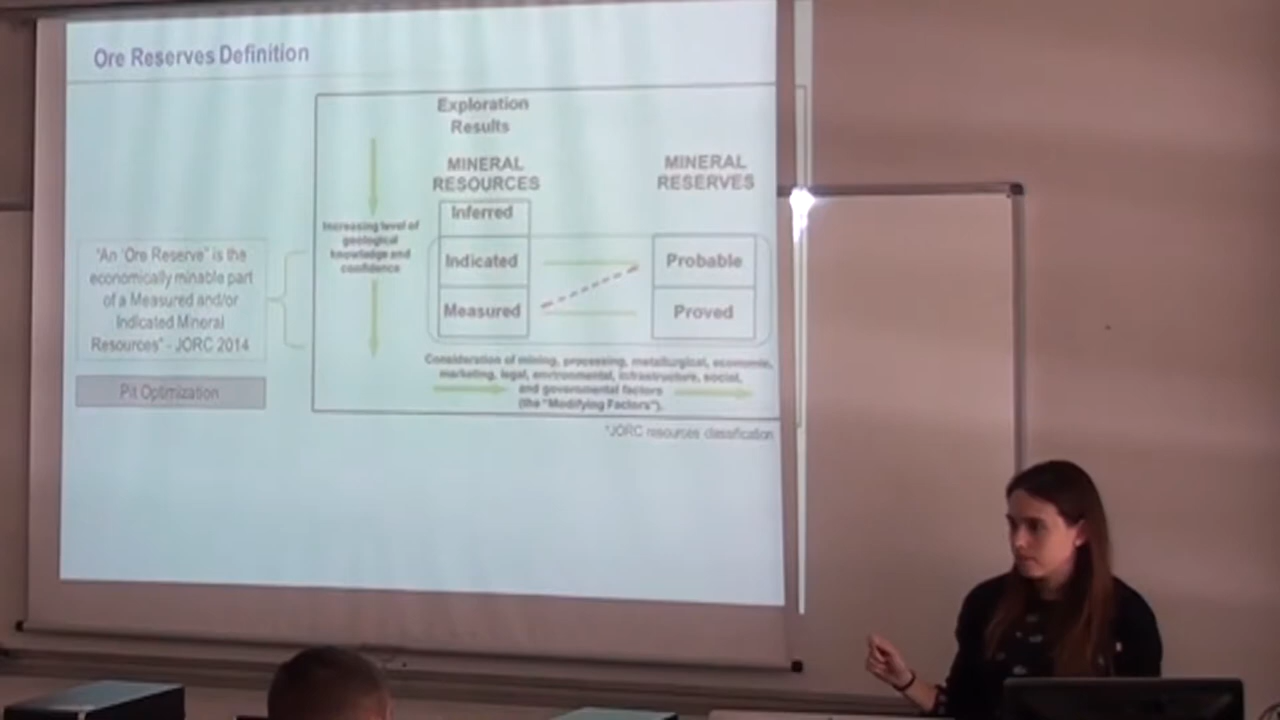 Ore Reserves Definition
Exploration
Results
MINERAL
RESOURCES
MINERAL
RESERVES
Inferred
Increasing level of
geological
knowledge and
confidence
Indicated
Probable
Measured
Proved
"An 'Ore Reserve" is the
economically minable part
of a Measured and/or
Indicated Mineral
Resources" - JORC 2014
Pit Optimization
Consideration of mining, processing, metallurgical, economic,
marketing, legal, environmental, infrastructure, social,
and governmental factors
(the "Modifying Factors").
*JORC resources classification